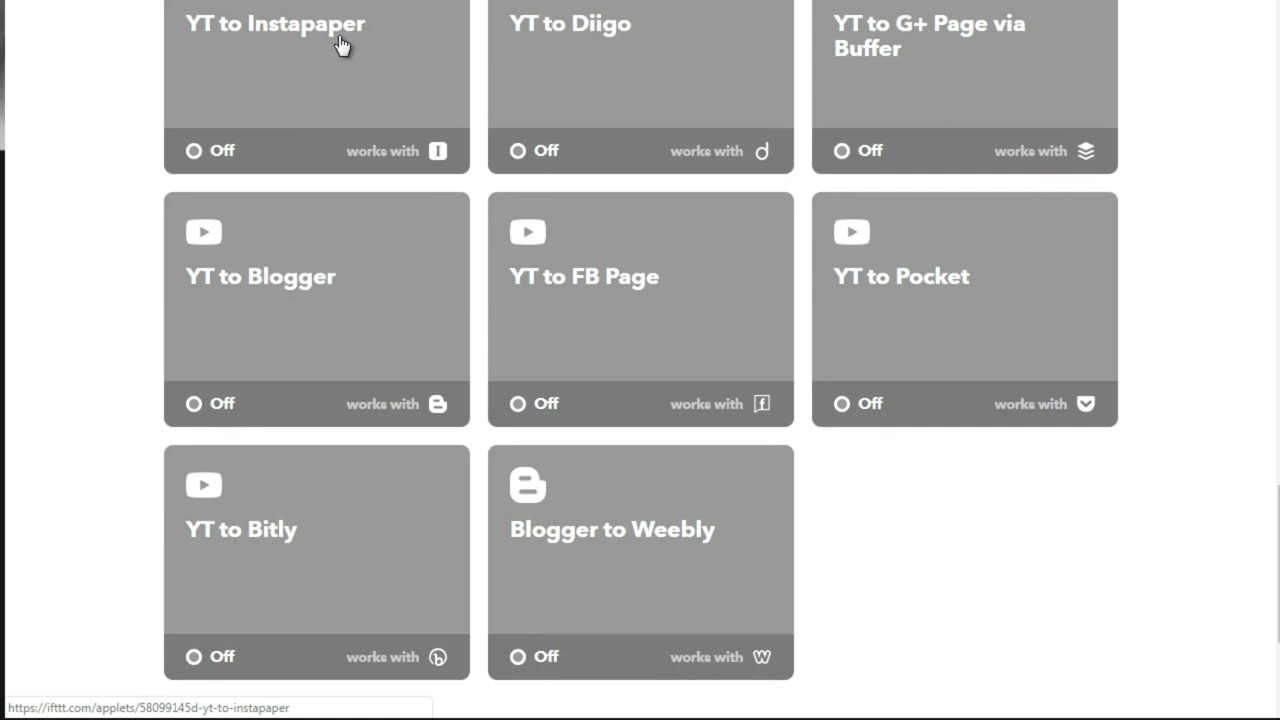 YT to Instapaper
Off works with
YT to Diigo
Off works with
YT to G+ Page via
Buffer
Off works with
YT to Blogger
Off works with
YT to FB Page
Off works with
YT to Pocket
Off works with
YT to Bitly
Off works with
Blogger to Weebly
Off works with
https://ifttt.com/applets/58099145d-yt-to-instapaper